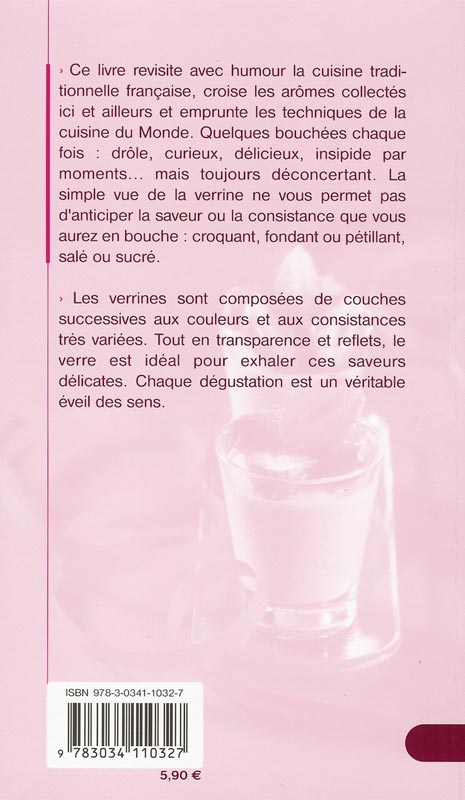 › Ce livre revisite avec humour la cuisine tradi-
tionnelle française, croise les arômes collectés
ici et ailleurs et emprunte les techniques de la
cuisine du Monde. Quelques bouchées chaque
fois : drôle, curieux, délicieux, insipide par
moments... mais toujours déconcertant. La
simple vue de la verrine ne vous permet pas
d'anticiper la saveur ou la consistance que vous
aurez en bouche : croquant, fondant ou pétillant,
salé ou sucré.
› Les verrines sont composées de couches
successives aux couleurs et aux consistances
très variées. Tout en transparence et reflets, le
verre est idéal pour exhaler ces saveurs
délicates. Chaque dégustation est un véritable
éveil des sens.
ISBN 978-3-0341-1032-7
9 783034 110327
5,90 €